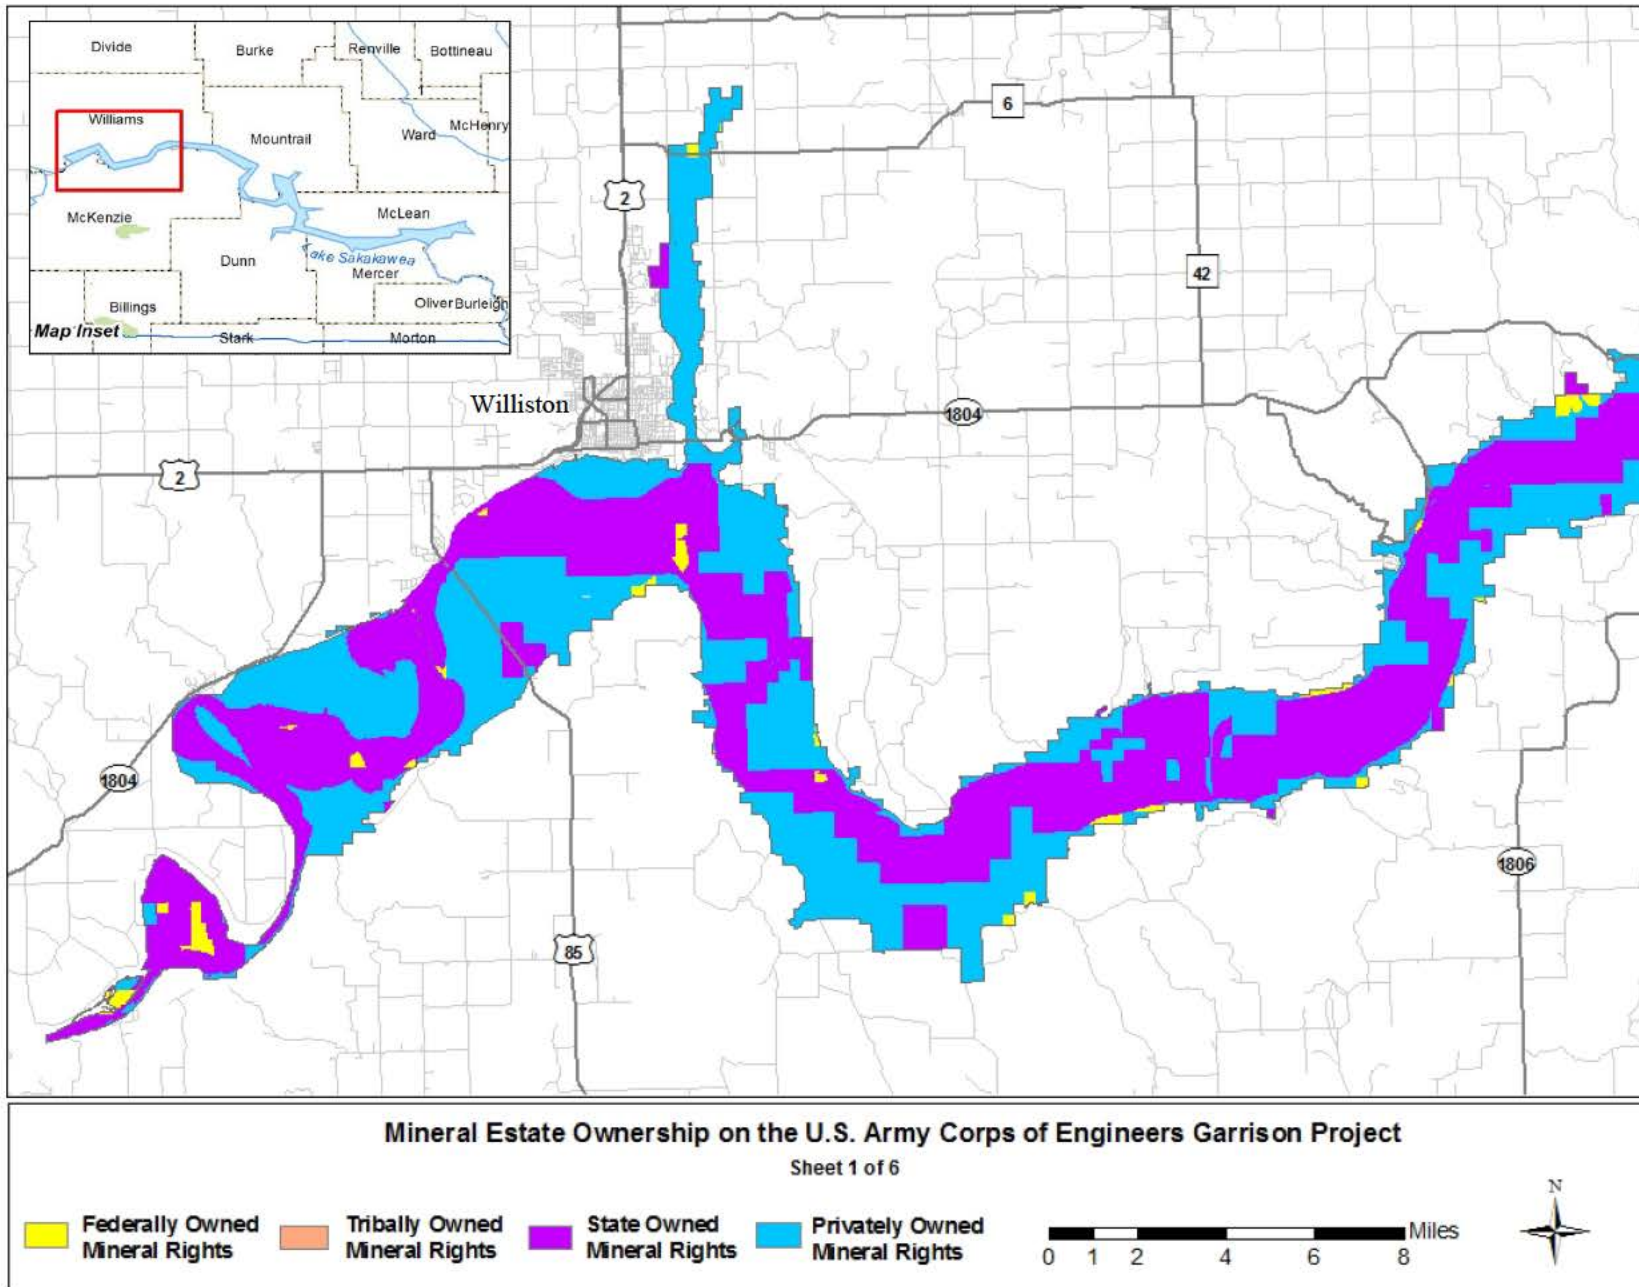 Divide
Burke
Renville
Bottineau
Williams
Mountrail
Ward
McHenry
McKenzie
McLean
Dunn
Lake Sakakawea
Mercer
Billings
Oliver
Burleigh
Map Inset
Stark
Morton
6
2
42
Williston
1804
2
1804
1806
85
Mineral Estate Ownership on the U.S. Army Corps of Engineers Garrison Project
Sheet 1 of 6
Federally Owned
Mineral Rights
Tribally Owned
Mineral Rights
State Owned
Mineral Rights
Privately Owned
Mineral Rights
Miles
0 1 2 4 6 8
N